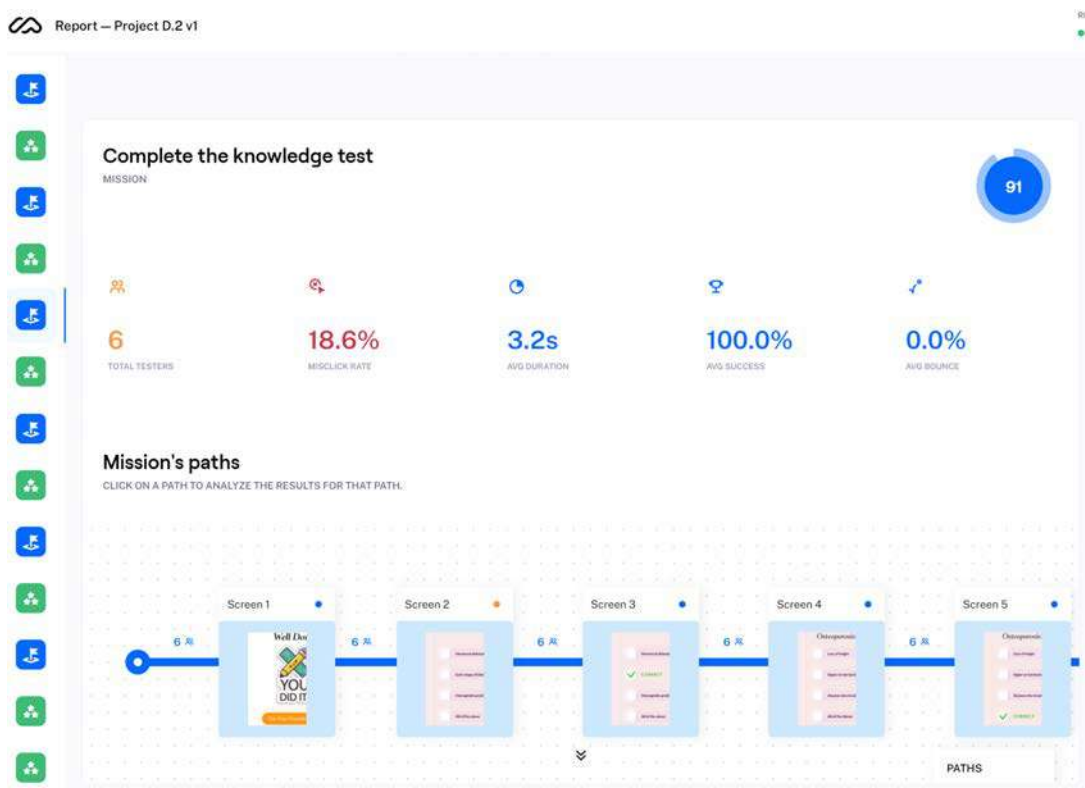 Report — Project D.2 v1
Complete the knowledge test
MISSION
91
6
TOTAL TESTERS
18.6%
MISCLICK RATE
3.2s
AVG DURATION
100.0%
AVG SUCCESS
0.0%
AVG BOUNCE
Mission's paths
CLICK ON A PATH TO ANALYZE THE RESULTS FOR THAT PATH.
Screen 1
Screen 2
Screen 3
Screen 4
Screen 5
6
6
6
6
6
Well Do
YOU
DID IT
CORRECT
Osteoporosis
Osteoporosis
CORRECT
PATHS